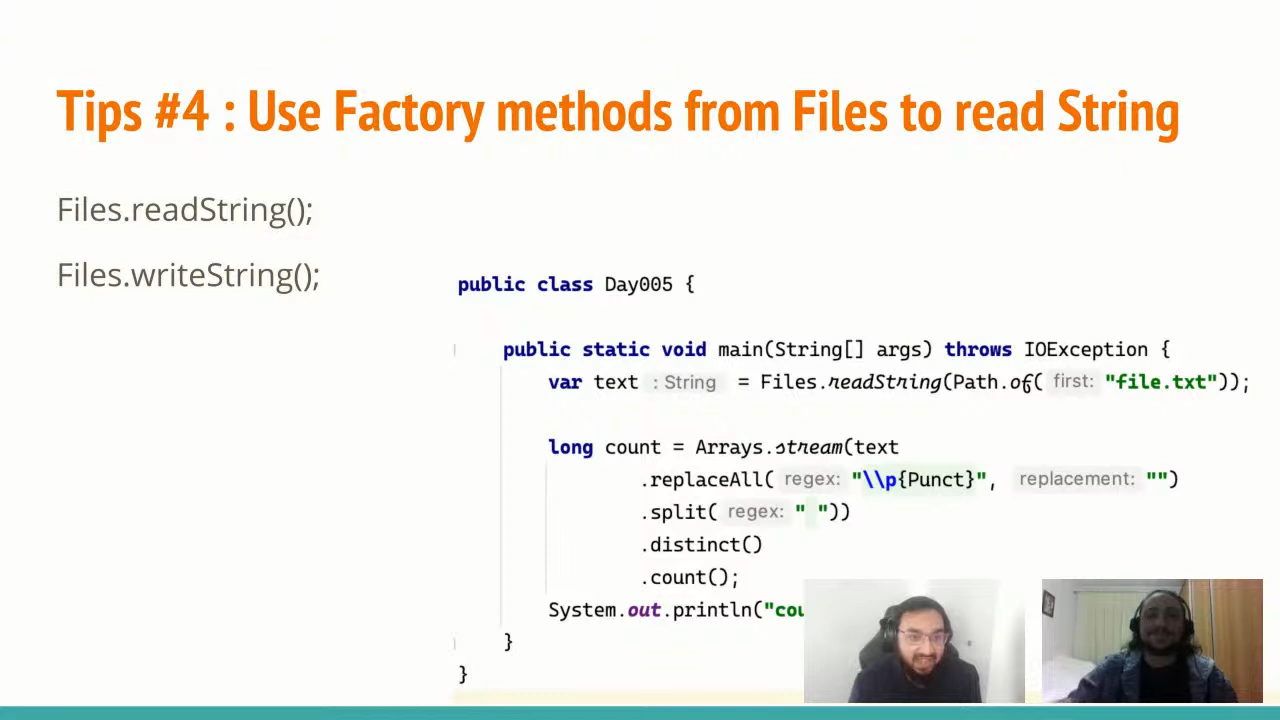 Tips #4 : Use Factory methods from Files to read String
Files.readString();
Files.writeString();
public class Day005 {
public static void main(String[] args) throws IOException {
var text : String = Files.readString(Path.of( first: "file.txt"));
long count = Arrays.stream(text
.replaceAll( regex: "\\p{Punct}", replacement: "")
.split( regex: " "))
.distinct()
.count();
System.out.println("cou
}
}